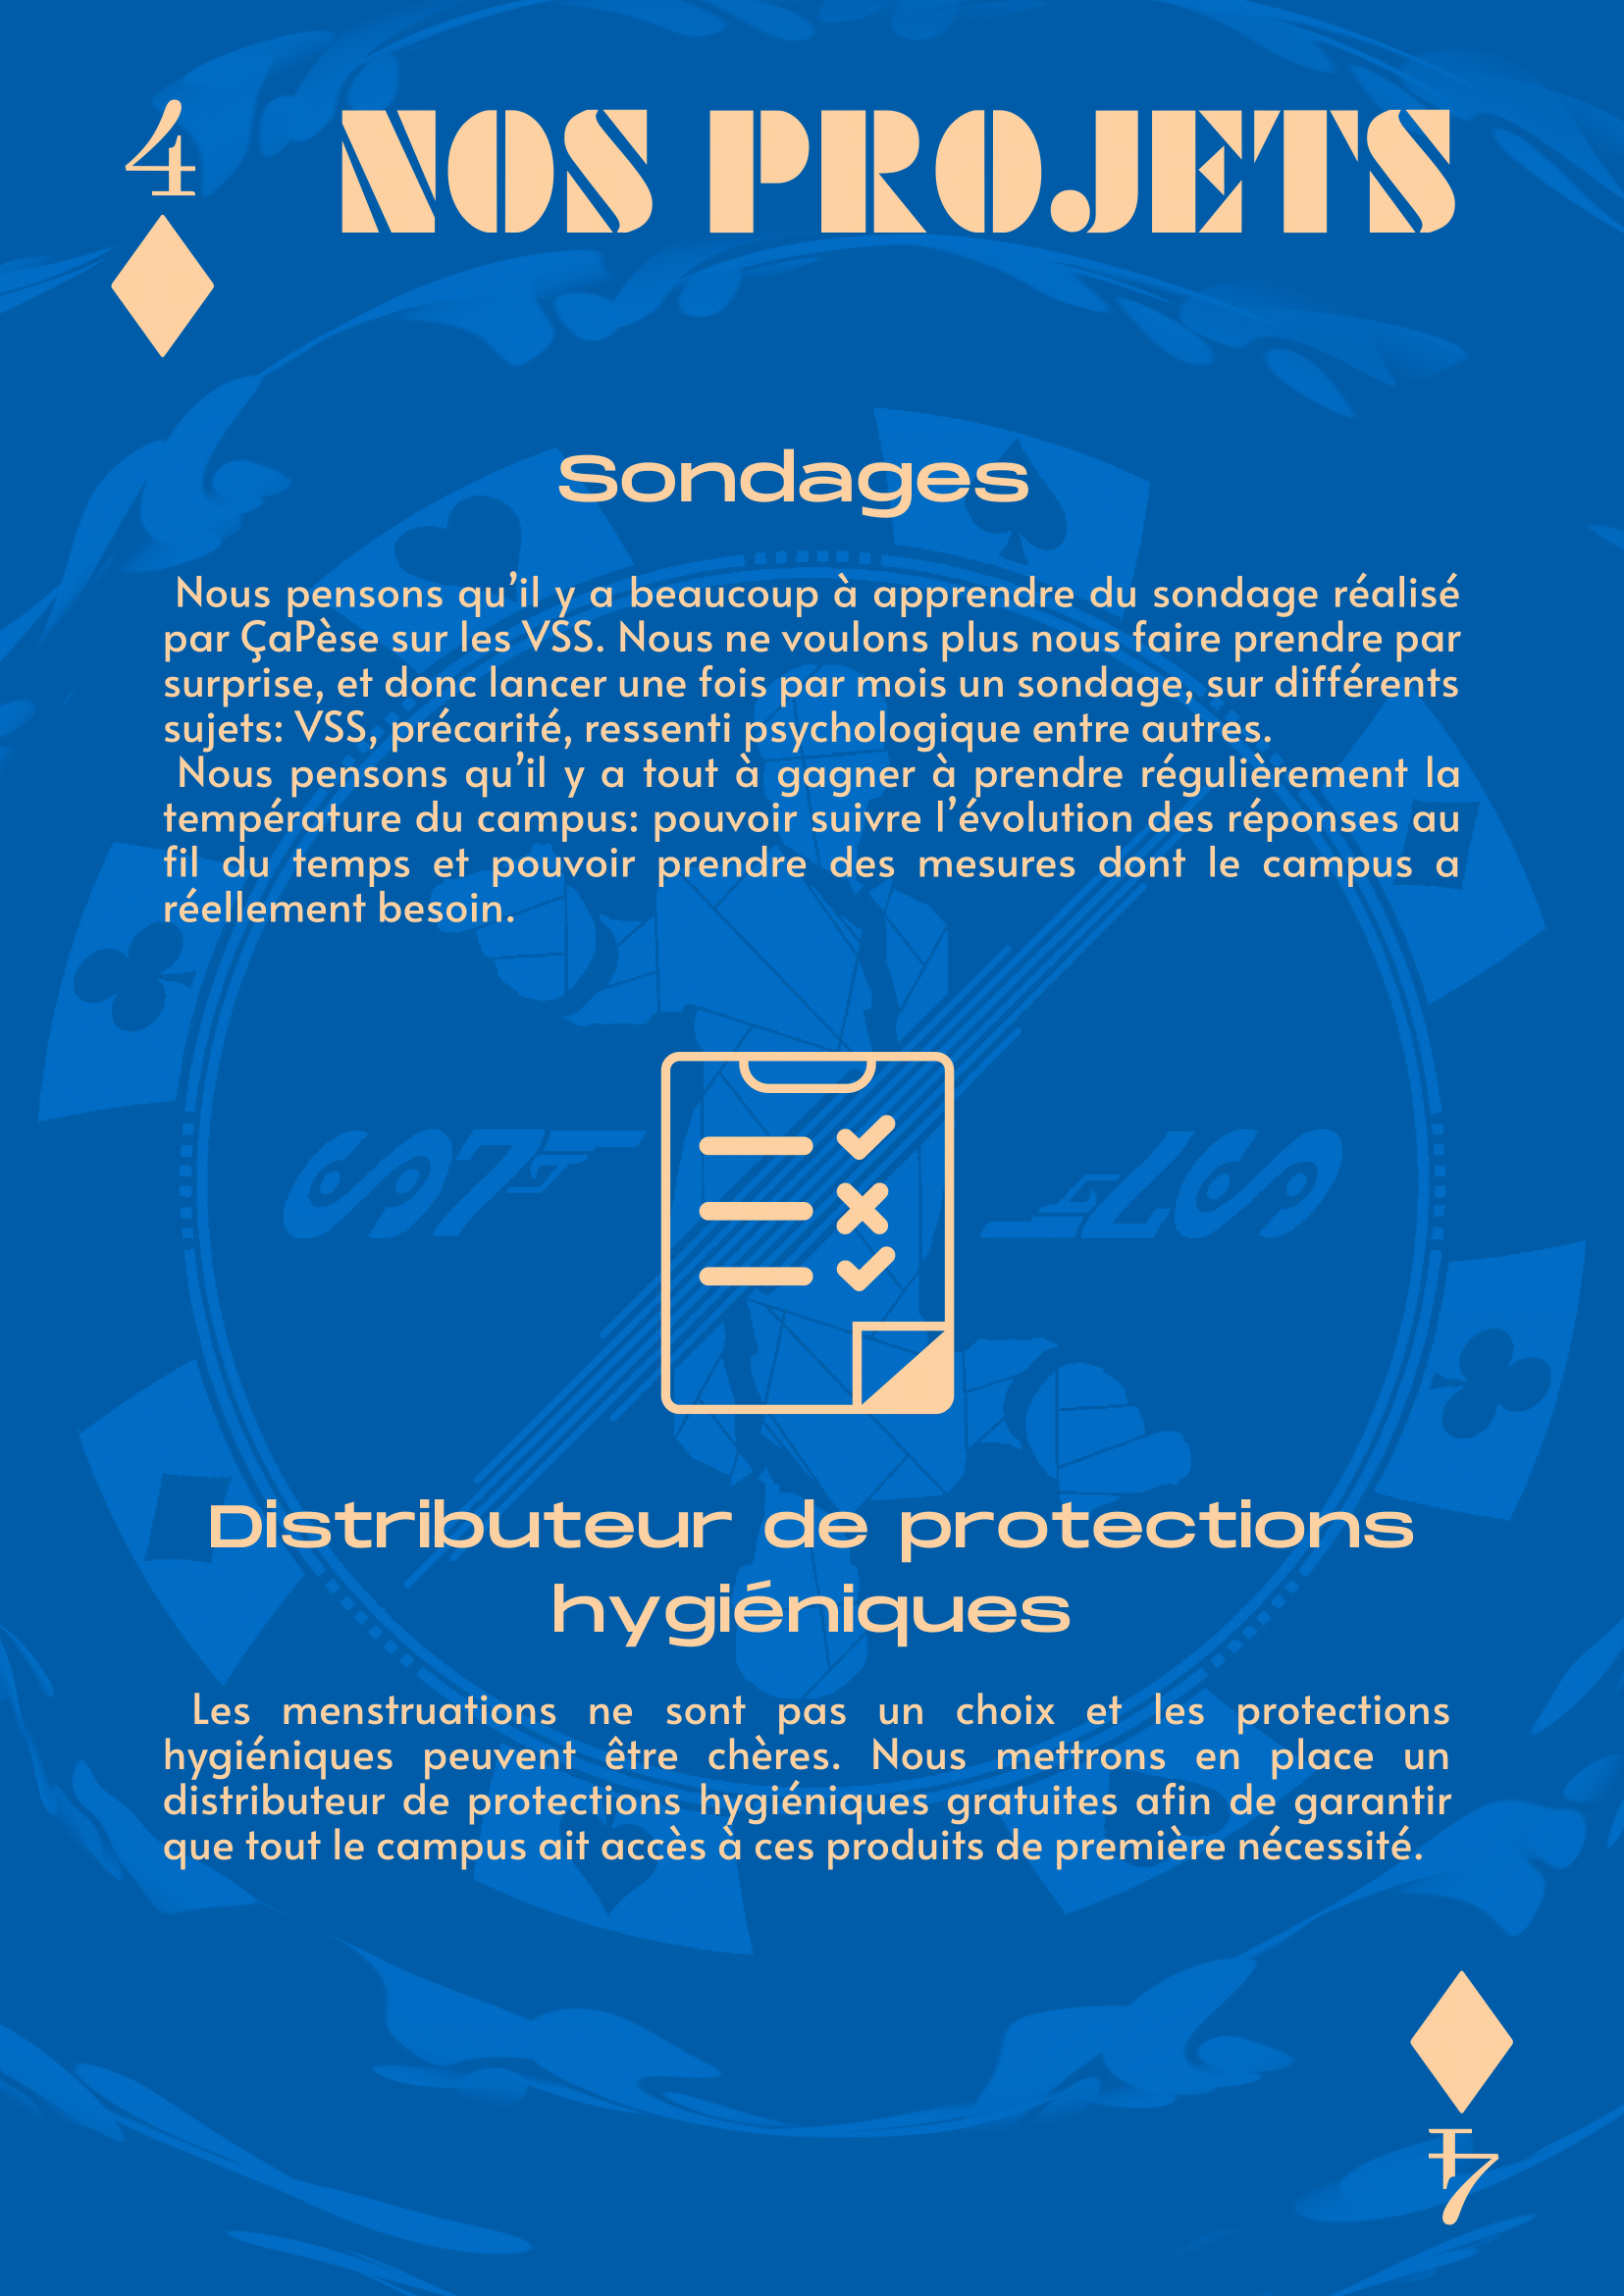 4
NOS PROJETS
Sondages
Nous pensons qu’il y a beaucoup à apprendre du sondage réalisé
par ÇaPèse sur les VSS. Nous ne voulons plus nous faire prendre par
surprise, et donc lancer une fois par mois un sondage, sur différents
sujets: VSS, précarité, ressenti psychologique entre autres.
Nous pensons qu’il y a tout à gagner à prendre régulièrement la
température du campus: pouvoir suivre l’évolution des réponses au
fil du temps et pouvoir prendre des mesures dont le campus a
réellement besoin.
Distributeur de protections
hygiéniques
Les menstruations ne sont pas un choix et les protections
hygiéniques peuvent être chères. Nous mettrons en place un
distributeur de protections hygiéniques gratuites afin de garantir
que tout le campus ait accès à ces produits de première nécessité.
4